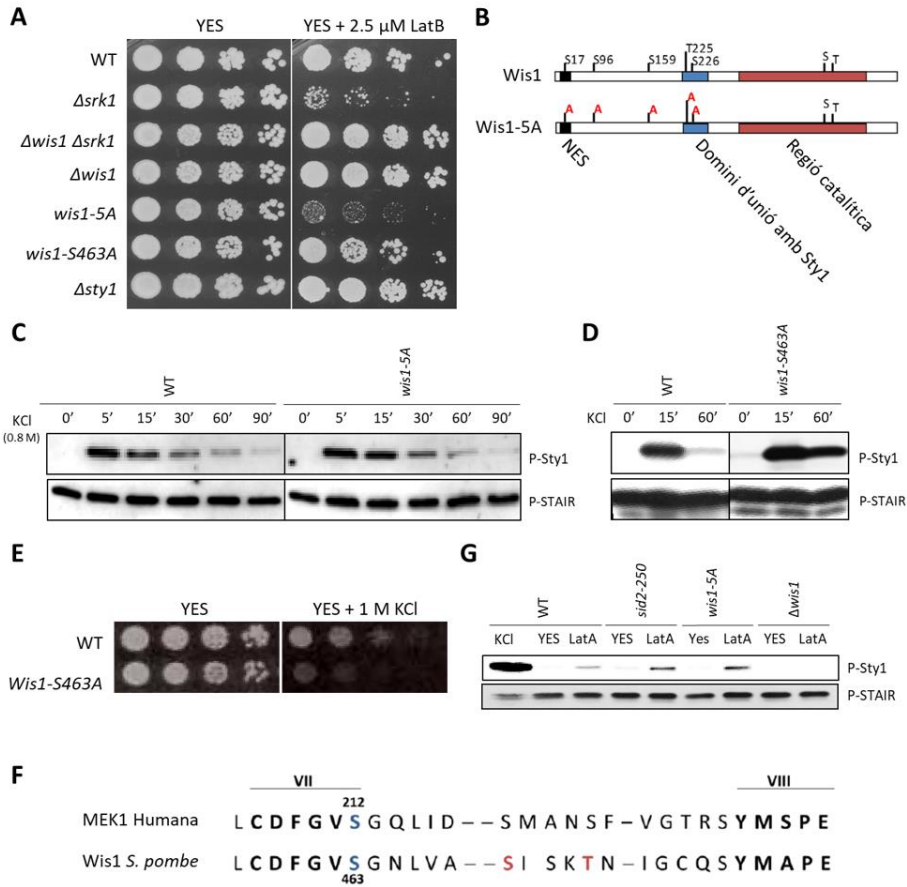 A
YES
YES + 2.5 µM LatB
WT
Δsrk1
Δwis1 Δsrk1
Δwis1
wis1-5A
wis1-S463A
Δsty1
B
S17 S96 S159 T225 S226 S T
Wis1
A A A A A S T
Wis1-5A
NES
Domini d'unió amb Sty1
Regió catalítica
C
WT
wis1-5A
KCl (0.8 M)
0' 5' 15' 30' 60' 90' 0' 5' 15' 30' 60' 90'
P-Sty1
P-STAIR
D
WT
wis1-S463A
KCl 0' 15' 60' 0' 15' 60'
P-Sty1
P-STAIR
E
YES
YES + 1 M KCl
WT
Wis1-S463A
G
WT
sid2-250
wis1-5A
Δwis1
KCl YES LatA YES LatA Yes LatA YES LatA
P-Sty1
P-STAIR
F
VII VIII
212
MEK1 Humana L C D F G V S G Q L I D – – S M A N S F – V G T R S Y M S P E
Wis1 S. pombe L C D F G V S G N L V A – – S I S K T N – I G C Q S Y M A P E
463